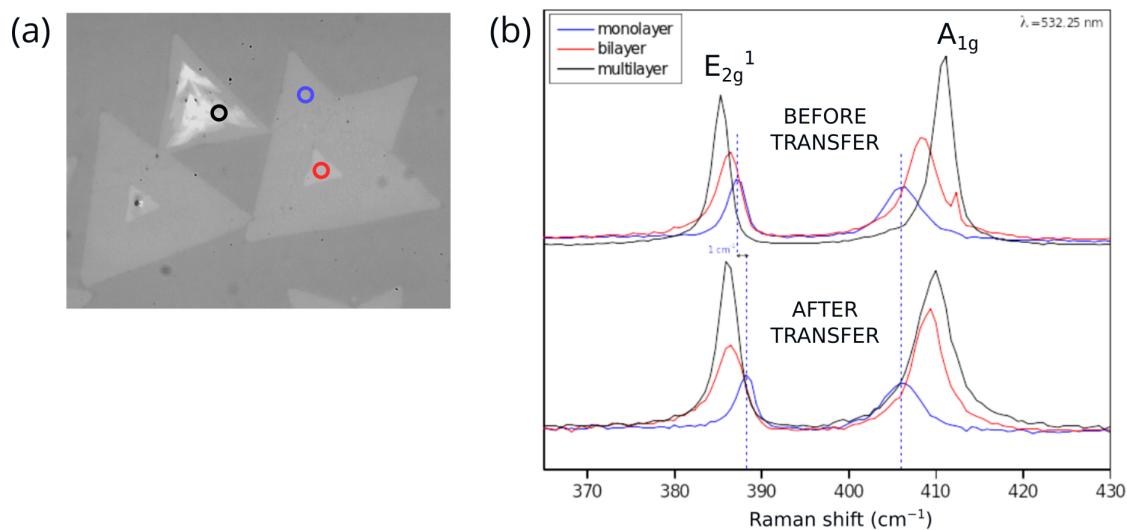 (a)
(b)
monolayer
bilayer
multilayer
λ=532.25 nm
E2g1
A1g
BEFORE
TRANSFER
1 cm-1
AFTER
TRANSFER
370 380 390 400 410 420 430
Raman shift (cm−1)